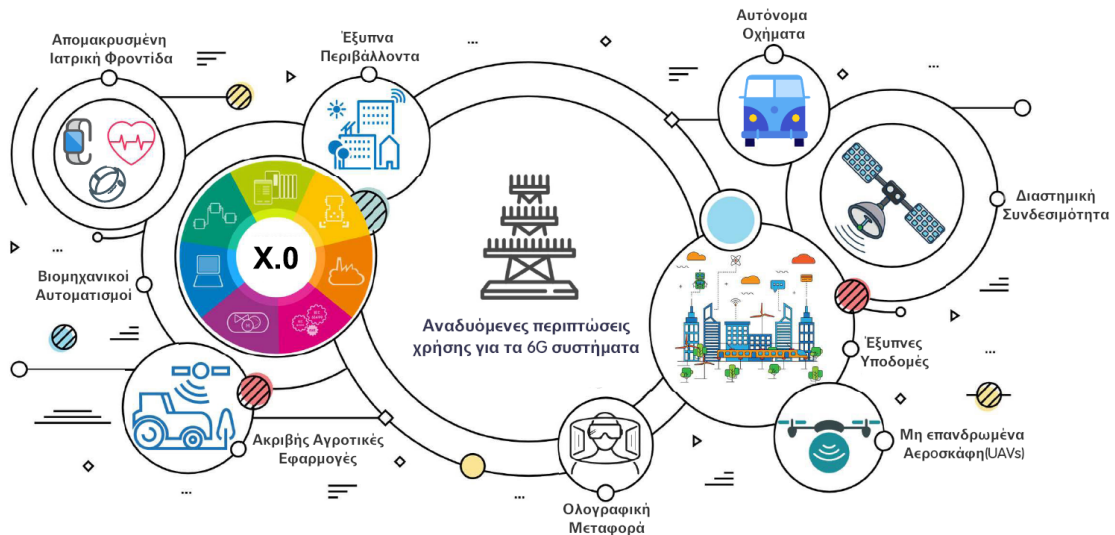 Απομακρυσμένη
Ιατρική Φροντίδα
Έξυπνα
Περιβάλλοντα
Αυτόνομα
Οχήματα
Διαστημική
Συνδεσιμότητα
X.0
Βιομηχανικοί
Αυτοματισμοί
Αναδυόμενες περιπτώσεις
χρήσης για τα 6G συστήματα
Έξυπνες
Υποδομές
Ακριβής Αγροτικές
Εφαρμογές
Μη επανδρωμένα
Αεροσκάφη(UAVs)
Ολογραφική
Μεταφορά